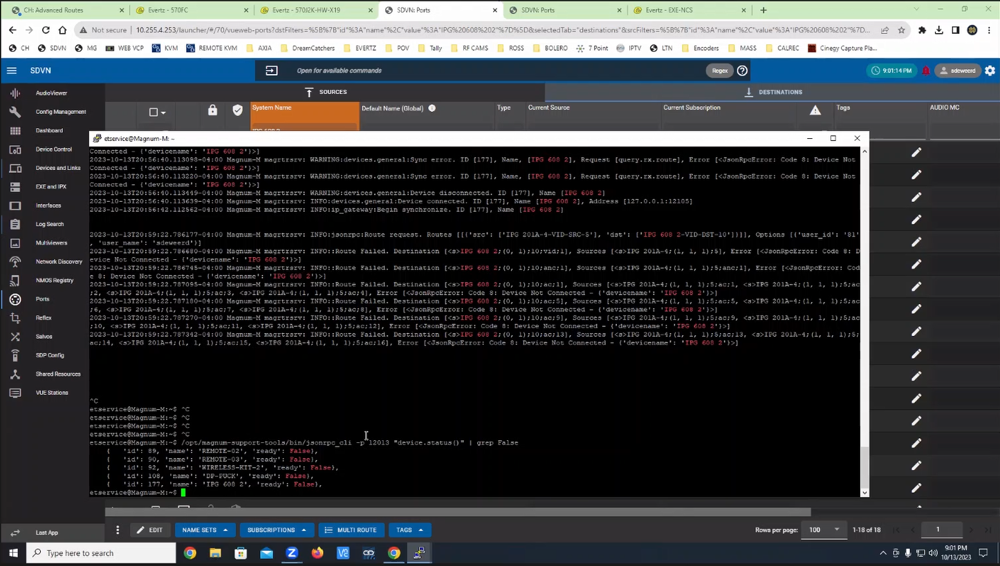 CH: Advanced Routes
Evertz - 570FC
Evertz - 570J2K-HW-X19
SDVN: Ports
SDVN: Ports
Evertz - EXE-NCS
Not secure
10.255.4.253/launcher/#/70/vueweb-ports?dstFilters=%5B%7B"id"%3A"name"%2C"value"%3A"IPG%20608%202"%7D%5D&selectedTab="destinations"&srcFilters=%5B%7B"id"%3A"name"%2C"value"%3A"IPG%20608%202"%7D...
CH
SDVN
MG
WEB VCP
KVM
REMOTE KVM
AXIA
DreamCatchers
EVERTZ
POV
Tally
RF CAMS
ROSS
BOLERO
7 Point
IPTV
LTN
Encoders
MASS
CALREC
Cinegy Capture Pla...
SDVN
Open for available commands
Regex
9:01:14 PM
sdeweerd
SOURCES
DESTINATIONS
System Name
Default Name (Global)
Type
Current Source
Current Subscription
Tags
AUDIO MC
IPG 608 2
AudioViewer
Config Management
Dashboard
Device Control
Devices and Links
EXE and IPX
Interfaces
Log Search
Multiviewers
Network Discovery
NMOS Registry
Ports
Reflex
Salvos
SDP Config
Shared Resources
VUE Stations
Last App
etservice@Magnum-M: ~
Connected - {'devicename': 'IPG 608 2'}>]
2023-10-13T20:56:40.113098-04:00 Magnum-M magrtrsrv: WARNING:devices.general:Sync error. ID [177], Name, [IPG 608 2], Request [query.rx.route], Error [<JsonRpcError: Code 8: Device Not
Connected - {'devicename': 'IPG 608 2'}>]
2023-10-13T20:56:40.113220-04:00 Magnum-M magrtrsrv: WARNING:devices.general:Sync error. ID [177], Name, [IPG 608 2], Request [query.rx.route], Error [<JsonRpcError: Code 8: Device Not
Connected - {'devicename': 'IPG 608 2'}>]
2023-10-13T20:56:40.113449-04:00 Magnum-M magrtrsrv: WARNING:devices.general:Device disconnected. ID [177], Name [IPG 608 2]
2023-10-13T20:56:40.113639-04:00 Magnum-M magrtrsrv: INFO:devices.general:Device connected. ID [177], Name [IPG 608 2], Address [127.0.0.1:12105]
2023-10-13T20:56:42.112562-04:00 Magnum-M magrtrsrv: INFO:ip_gateway:Begin synchronize. ID [177], Name [IPG 608 2]
2023-10-13T20:59:22.786177-04:00 Magnum-M magrtrsrv: INFO::jsonrpc:Route request. Routes [[{'src': ['IPG 201A-4-VID-SRC-5'], 'dst': ['IPG 608 2-VID-DST-10']}]], Options [{'user_id': '81'
, 'user_name': 'sdeweerd'}]
2023-10-13T20:59:22.786680-04:00 Magnum-M magrtrsrv: INFO::Route Failed. Destination [<s>IPG 608 2;(0, 1);10;vid;1], Sources [<s>IPG 201A-4;(1, 1, 1);5], Error [<JsonRpcError: Code 8: D
evice Not Connected - {'devicename': 'IPG 608 2'}>]
2023-10-13T20:59:22.786745-04:00 Magnum-M magrtrsrv: INFO::Route Failed. Destination [<s>IPG 608 2;(0, 1);10;anc;1], Sources [<s>IPG 201A-4;(1, 1, 1);5;anc;1], Error [<JsonRpcError: Cod
e 8: Device Not Connected - {'devicename': 'IPG 608 2'}>]
2023-10-13T20:59:22.787095-04:00 Magnum-M magrtrsrv: INFO::Route Failed. Destination [<s>IPG 608 2;(0, 1);10;ac;1], Sources [<s>IPG 201A-4;(1, 1, 1);5;ac;1, <s>IPG 201A-4;(1, 1, 1);5;ac
;2, <s>IPG 201A-4;(1, 1, 1);5;ac;3, <s>IPG 201A-4;(1, 1, 1);5;ac;4], Error [<JsonRpcError: Code 8: Device Not Connected - {'devicename': 'IPG 608 2'}>]
2023-10-13T20:59:22.787180-04:00 Magnum-M magrtrsrv: INFO::Route Failed. Destination [<s>IPG 608 2;(0, 1);10;ac;5], Sources [<s>IPG 201A-4;(1, 1, 1);5;ac;5, <s>IPG 201A-4;(1, 1, 1);5;ac
;6, <s>IPG 201A-4;(1, 1, 1);5;ac;7, <s>IPG 201A-4;(1, 1, 1);5;ac;8], Error [<JsonRpcError: Code 8: Device Not Connected - {'devicename': 'IPG 608 2'}>]
2023-10-13T20:59:22.787270-04:00 Magnum-M magrtrsrv: INFO::Route Failed. Destination [<s>IPG 608 2;(0, 1);10;ac;9], Sources [<s>IPG 201A-4;(1, 1, 1);5;ac;9, <s>IPG 201A-4;(1, 1, 1);5;ac
;10, <s>IPG 201A-4;(1, 1, 1);5;ac;11, <s>IPG 201A-4;(1, 1, 1);5;ac;12], Error [<JsonRpcError: Code 8: Device Not Connected - {'devicename': 'IPG 608 2'}>]
2023-10-13T20:59:22.787342-04:00 Magnum-M magrtrsrv: INFO::Route Failed. Destination [<s>IPG 608 2;(0, 1);10;ac;13], Sources [<s>IPG 201A-4;(1, 1, 1);5;ac;13, <s>IPG 201A-4;(1, 1, 1);5;
ac;14, <s>IPG 201A-4;(1, 1, 1);5;ac;15, <s>IPG 201A-4;(1, 1, 1);5;ac;16], Error [<JsonRpcError: Code 8: Device Not Connected - {'devicename': 'IPG 608 2'}>]
^C
etservice@Magnum-M:~$ ^C
etservice@Magnum-M:~$ ^C
etservice@Magnum-M:~$ ^C
etservice@Magnum-M:~$ ^C
etservice@Magnum-M:~$ /opt/magnum-support-tools/bin/jsonrpc_cli -p 12013 "device.status()" | grep False
{ 'id': 89, 'name': 'REMOTE-02', 'ready': False},
{ 'id': 90, 'name': 'REMOTE-03', 'ready': False},
{ 'id': 92, 'name': 'WIRELESS-KIT-2', 'ready': False},
{ 'id': 108, 'name': 'DP-PUCK', 'ready': False},
{ 'id': 177, 'name': 'IPG 608 2', 'ready': False},
etservice@Magnum-M:~$
EDIT
NAME SETS
SUBSCRIPTIONS
MULTI ROUTE
TAGS
Rows per page:
100
1-18 of 18
1
Type here to search
9:01 PM
10/13/2023